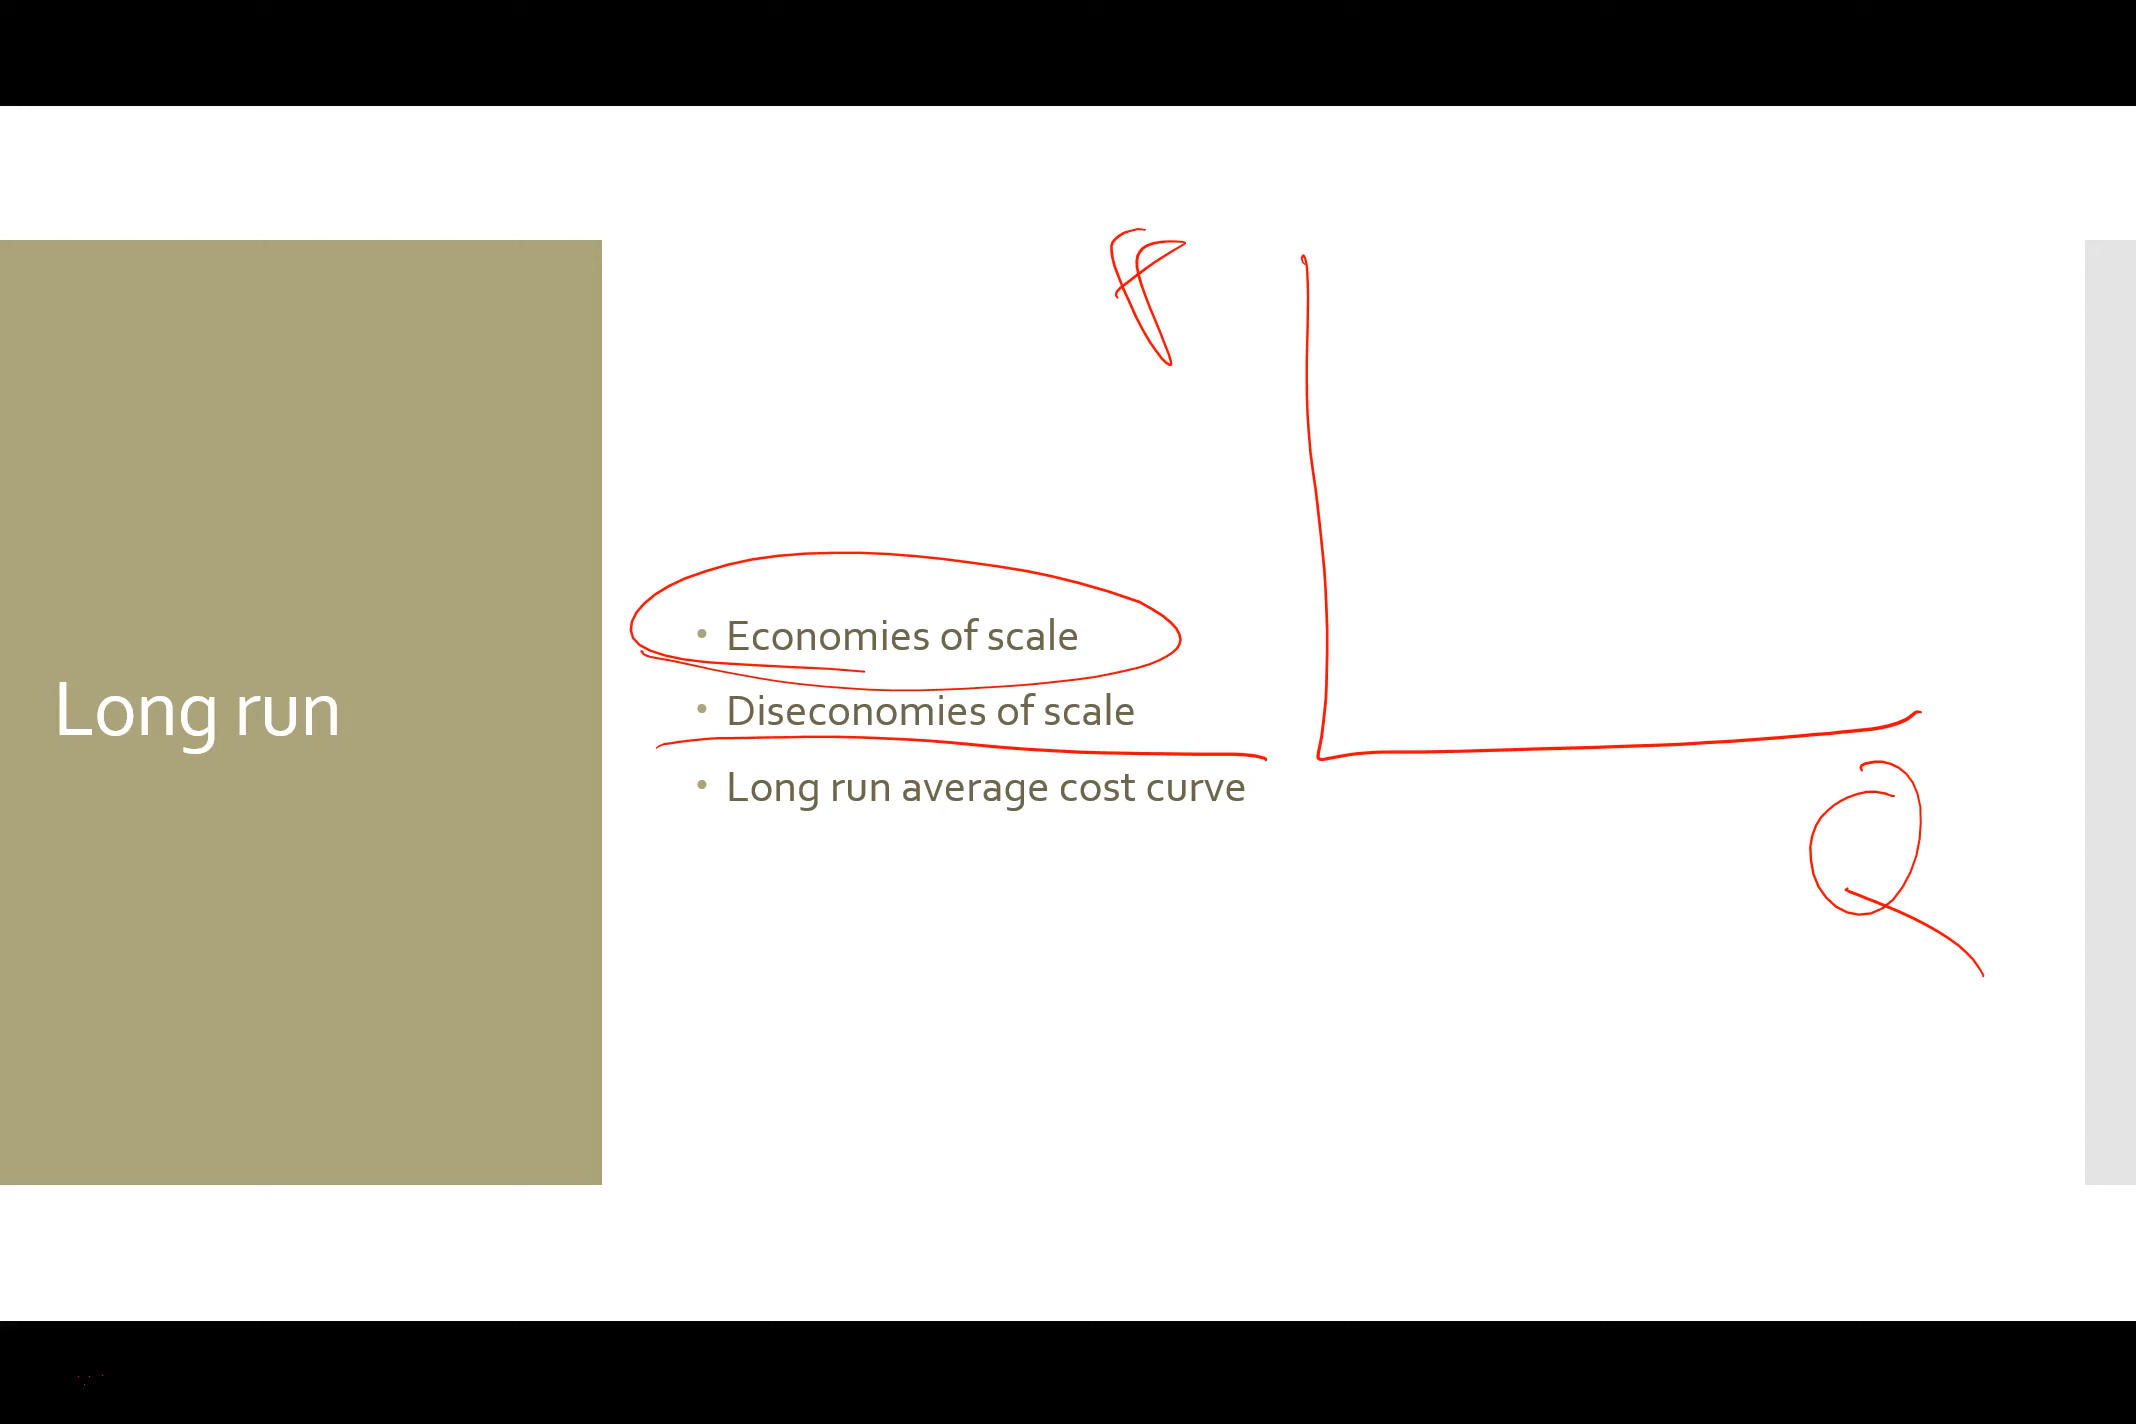 Long run
Economies of scale
Diseconomies of scale
Long run average cost curve
Q